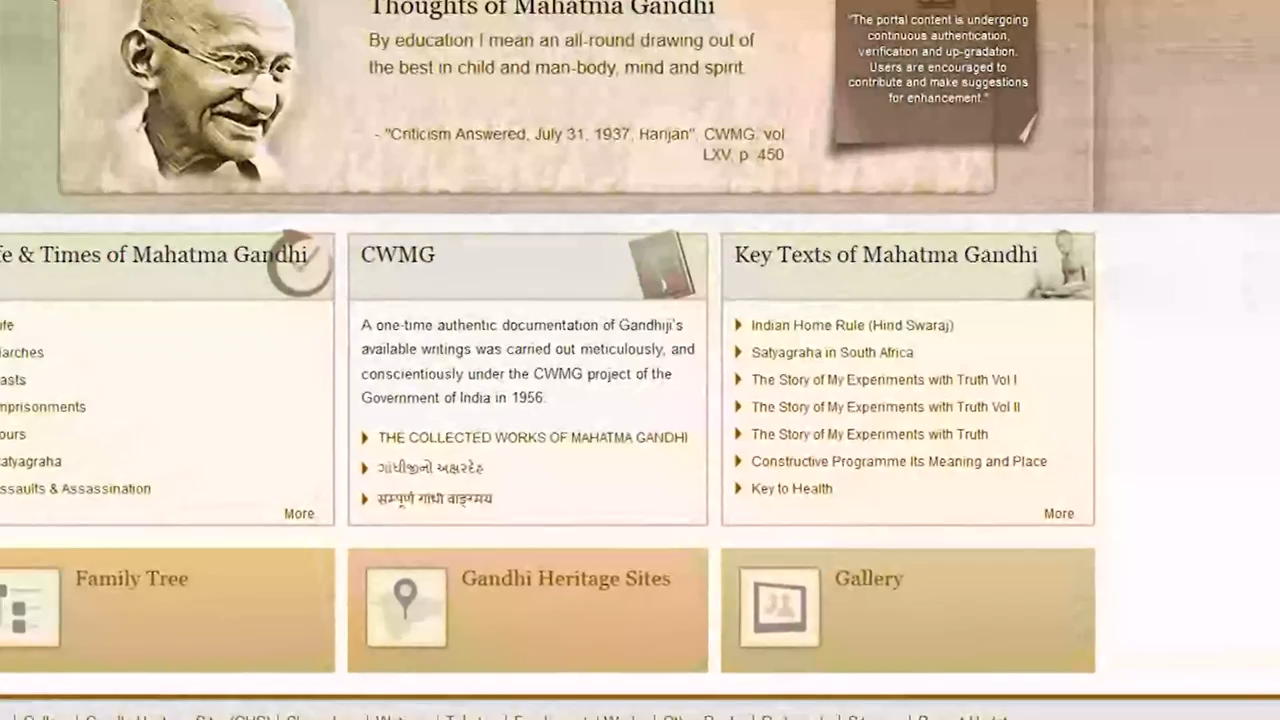 Thoughts of Mahatma Gandhi
By education I mean an all-round drawing out of
the best in child and man-body, mind and spirit.
- "Criticism Answered, July 31, 1937, Harijan", CWMG, vol
LXV, p. 450
"The portal content is undergoing
continuous authentication,
verification and up-gradation.
Users are encouraged to
contribute and make suggestions
for enhancement."
fe & Times of Mahatma Gandhi
ife
arches
asts
mprisonments
ours
atyagraha
ssaults & Assassination
More
CWMG
A one-time authentic documentation of Gandhiji's
available writings was carried out meticulously, and
conscientiously under the CWMG project of the
Government of India in 1956.
THE COLLECTED WORKS OF MAHATMA GANDHI
ગાંધીજીનો અક્ષરદેહ
सम्पूर्ण गांधी वाङ्ग्मय
Key Texts of Mahatma Gandhi
Indian Home Rule (Hind Swaraj)
Satyagraha in South Africa
The Story of My Experiments with Truth Vol I
The Story of My Experiments with Truth Vol II
The Story of My Experiments with Truth
Constructive Programme Its Meaning and Place
Key to Health
More
Family Tree
Gandhi Heritage Sites
Gallery